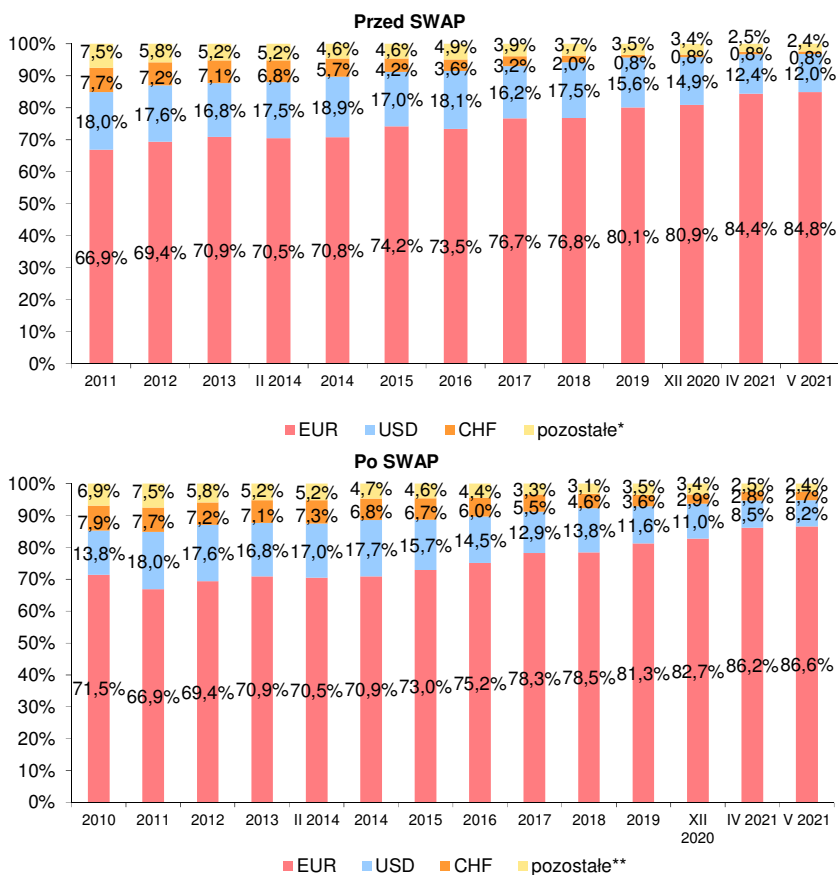 Przed SWAP
100%
90%
80%
70%
60%
50%
40%
30%
20%
10%
0%
7,5% 5,8% 5,2% 5,2% 4,6% 4,6% 4,9% 3,9% 3,7% 3,5% 3,4% 2,5% 2,4%
7,7% 7,2% 7,1% 6,8% 5,7% 4,2% 3,6% 3,2% 2,0% 0,8% 0,8% 0,8% 0,8%
18,0% 17,6% 16,8% 17,5% 18,9% 17,0% 18,1% 16,2% 17,5% 15,6% 14,9% 12,4% 12,0%
66,9% 69,4% 70,9% 70,5% 70,8% 74,2% 73,5% 76,7% 76,8% 80,1% 80,9% 84,4% 84,8%
2011 2012 2013 II 2014 2014 2015 2016 2017 2018 2019 XII 2020 IV 2021 V 2021
EUR USD CHF pozostałe*
Po SWAP
100%
90%
80%
70%
60%
50%
40%
30%
20%
10%
0%
6,9% 7,5% 5,8% 5,2% 5,2% 4,7% 4,6% 4,4% 3,3% 3,1% 3,5% 3,4% 2,5% 2,4%
7,9% 7,7% 7,2% 7,1% 7,3% 6,8% 6,7% 6,0% 5,5% 4,6% 3,6% 2,9% 2,8% 2,7%
13,8% 18,0% 17,6% 16,8% 17,0% 17,7% 15,7% 14,5% 12,9% 13,8% 11,6% 11,0% 8,5% 8,2%
71,5% 66,9% 69,4% 70,9% 70,5% 70,9% 73,0% 75,2% 78,3% 78,5% 81,3% 82,7% 86,2% 86,6%
2010 2011 2012 2013 II 2014 2014 2015 2016 2017 2018 2019 XII 2020 IV 2021 V 2021
EUR USD CHF pozostałe**